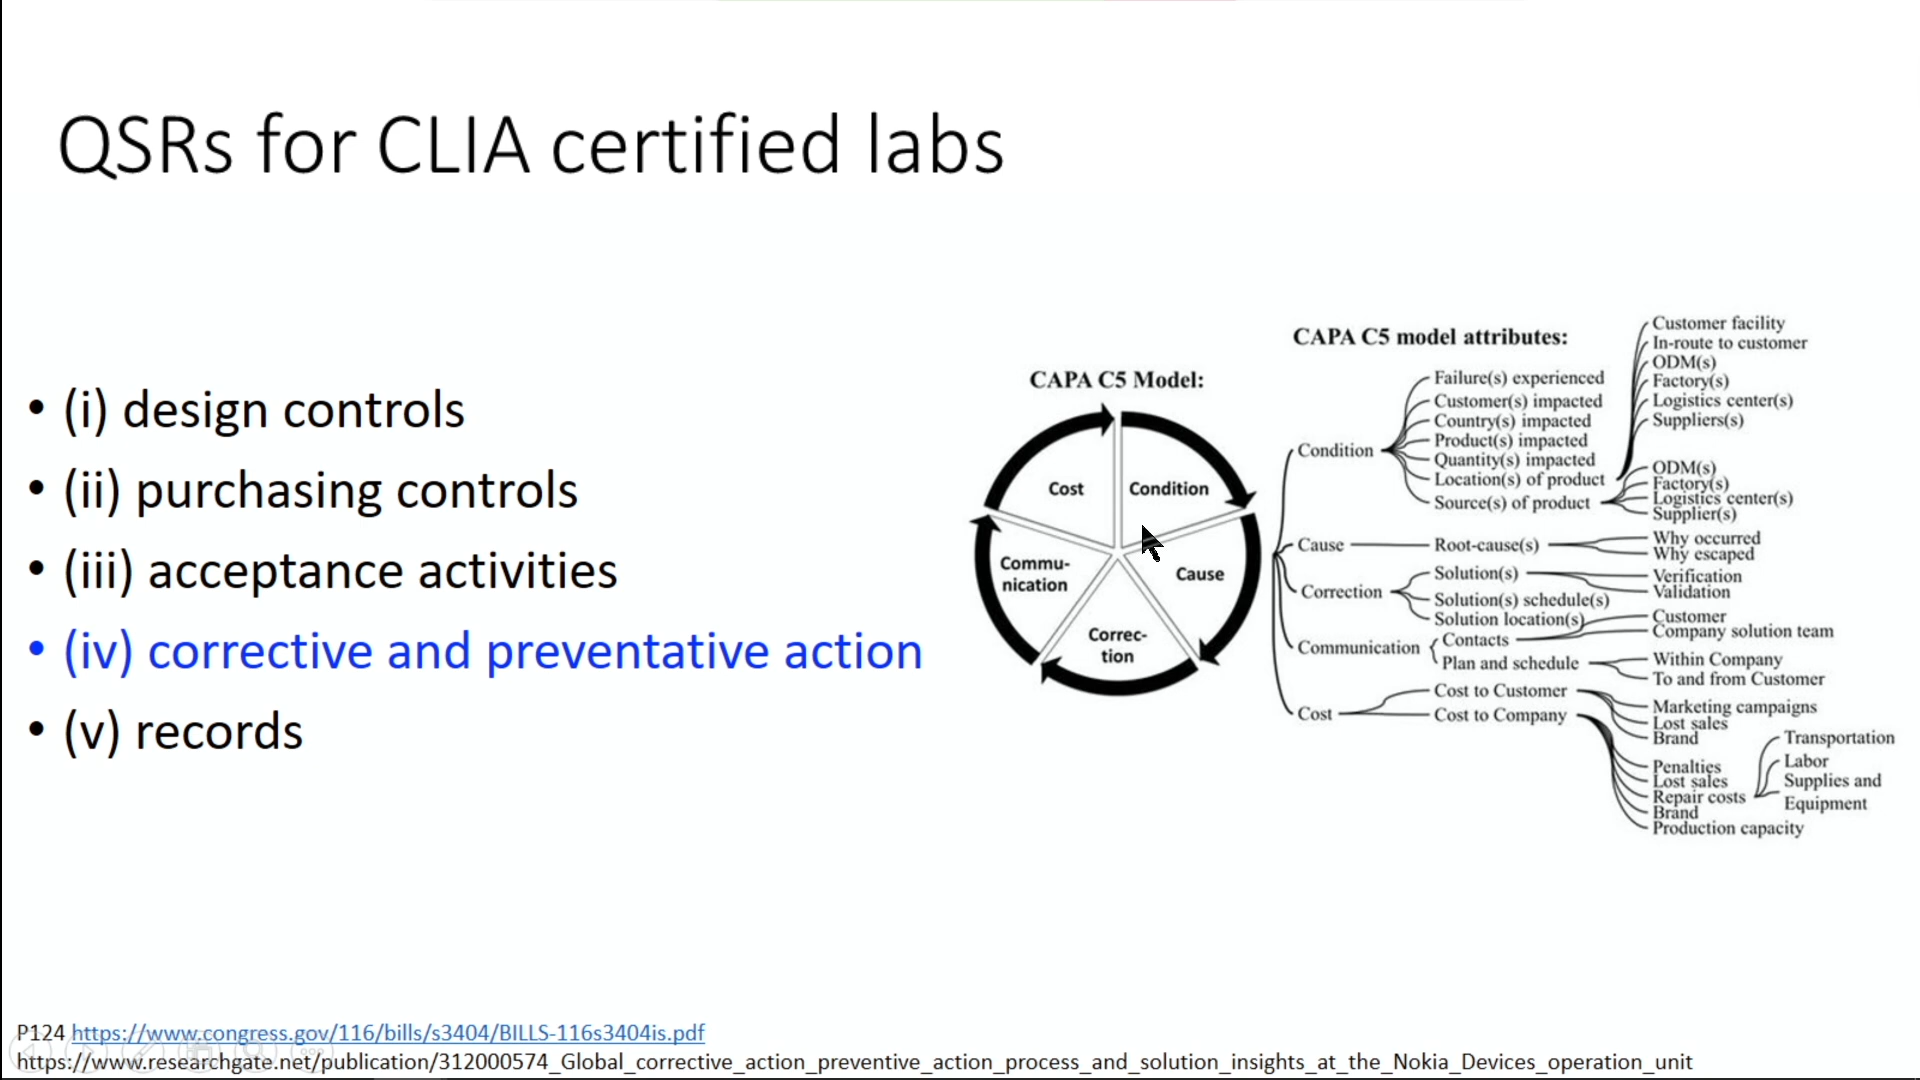 QSRs for CLIA certified labs
• (i) design controls
• (ii) purchasing controls
• (iii) acceptance activities
• (iv) corrective and preventative action
• (v) records
CAPA C5 Model:
Cost
Condition
Commu-
nication
Cause
Correc-
tion
CAPA C5 model attributes:
Condition
Failure(s) experienced
Customer(s) impacted
Country(s) impacted
Product(s) impacted
Quantity(s) impacted
Location(s) of product
Customer facility
In-route to customer
ODM(s)
Factory(s)
Logistics center(s)
Suppliers(s)
Source(s) of product
ODM(s)
Factory(s)
Logistics center(s)
Supplier(s)
Cause
Root-cause(s)
Why occurred
Why escaped
Correction
Solution(s)
Verification
Validation
Solution(s) schedule(s)
Solution location(s)
Communication
Contacts
Customer
Company solution team
Plan and schedule
Within Company
To and from Customer
Cost
Cost to Customer
Marketing campaigns
Lost sales
Brand
Cost to Company
Penalties
Lost sales
Repair costs
Transportation
Labor
Supplies and
Equipment
Brand
Production capacity
P124 https://www.congress.gov/116/bills/s3404/BILLS-116s3404is.pdf
https://www.researchgate.net/publication/312000574_Global_corrective_action_preventive_action_process_and_solution_insights_at_the_Nokia_Devices_operation_unit